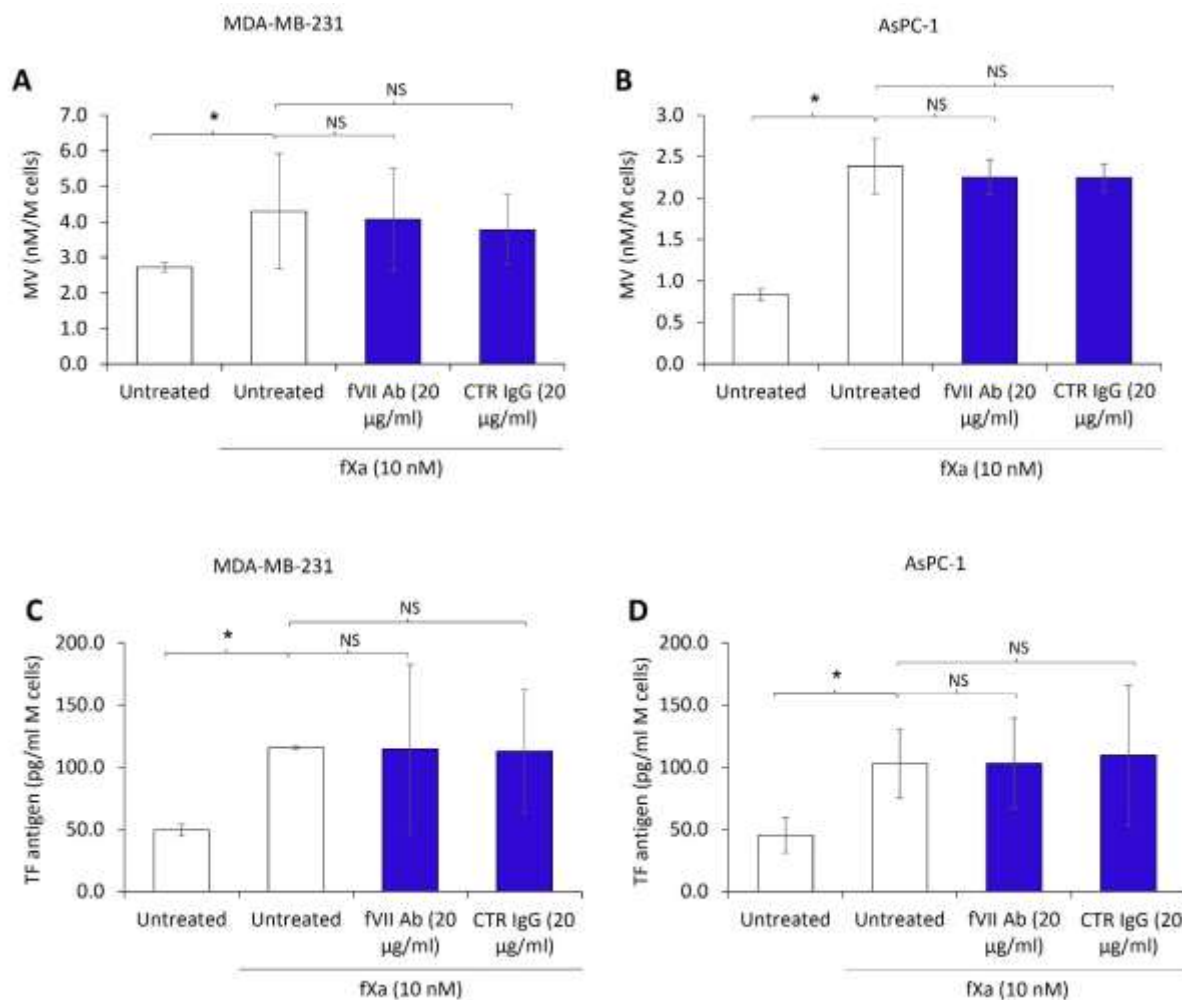 MDA-MB-231
A
NS
*
NS
7.0
6.0
5.0
4.0
3.0
2.0
1.0
0.0
MV (nM/M cells)
Untreated
Untreated
fVII Ab (20
µg/ml)
CTR IgG (20
µg/ml)
fXa (10 nM)
AsPC-1
B
NS
*
NS
3.0
2.5
2.0
1.5
1.0
0.5
0.0
MV (nM/M cells)
Untreated
Untreated
fVII Ab (20
µg/ml)
CTR IgG (20
µg/ml)
fXa (10 nM)
MDA-MB-231
C
NS
*
NS
200.0
150.0
100.0
50.0
0.0
TF antigen (pg/ml M cells)
Untreated
Untreated
fVII Ab (20
µg/ml)
CTR IgG (20
µg/ml)
fXa (10 nM)
AsPC-1
D
NS
*
NS
200.0
150.0
100.0
50.0
0.0
TF antigen (pg/ml M cells)
Untreated
Untreated
fVII Ab (20
µg/ml)
CTR IgG (20
µg/ml)
fXa (10 nM)